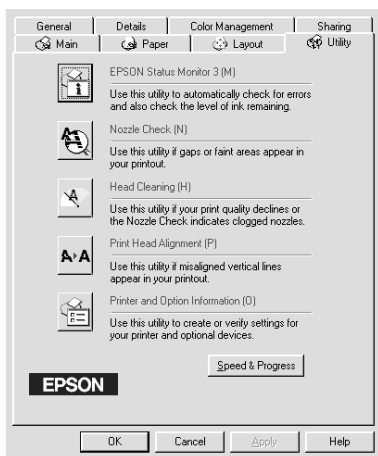 General Details Color Management Sharing
Main Paper Layout Utility
EPSON Status Monitor 3 (M)
Use this utility to automatically check for errors
and also check the level of ink remaining.
Nozzle Check (N)
Use this utility if gaps or faint areas appear in
your printout.
Head Cleaning (H)
Use this utility if your print quality declines or
the Nozzle Check indicates clogged nozzles.
A A
Print Head Alignment (P)
Use this utility if misaligned vertical lines
appear in your printout.
Printer and Option Information (O)
Use this utility to create or verify settings for
your printer and optional devices.
Speed & Progress
EPSON
OK Cancel Apply Help